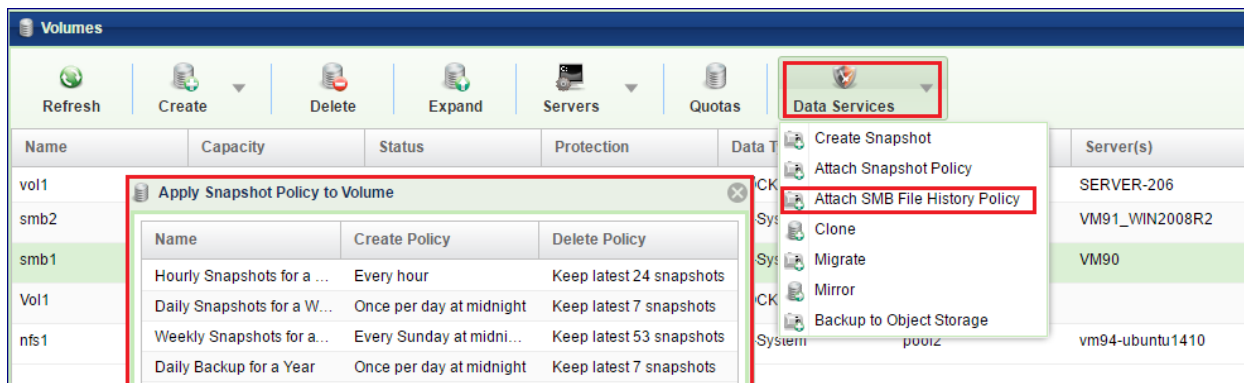 Volumes
Refresh Create Delete Expand Servers Quotas Data Services
Name Capacity Status Protection Data T Server(s)
Create Snapshot
Attach Snapshot Policy
Attach SMB File History Policy
Clone
Migrate
Mirror
Backup to Object Storage
vol1 CK SERVER-206
smb2 -Sys VM91_WIN2008R2
smb1 -Sys VM90
Vol1 CK
nfs1 -System pool2 vm94-ubuntu1410
Apply Snapshot Policy to Volume
Name Create Policy Delete Policy
Hourly Snapshots for a ... Every hour Keep latest 24 snapshots
Daily Snapshots for a W... Once per day at midnight Keep latest 7 snapshots
Weekly Snapshots for a... Every Sunday at midni... Keep latest 53 snapshots
Daily Backup for a Year Once per day at midnight Keep latest 7 snapshots